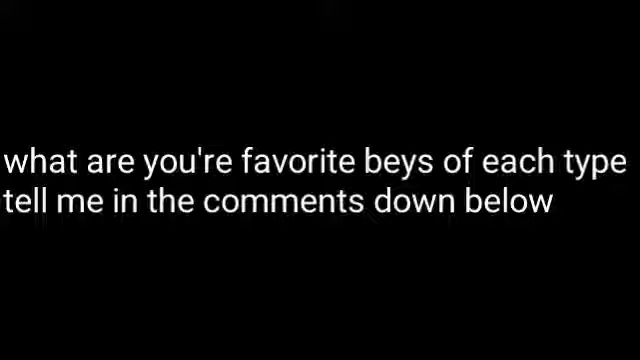 what are you're favorite beys of each type
tell me in the comments down below